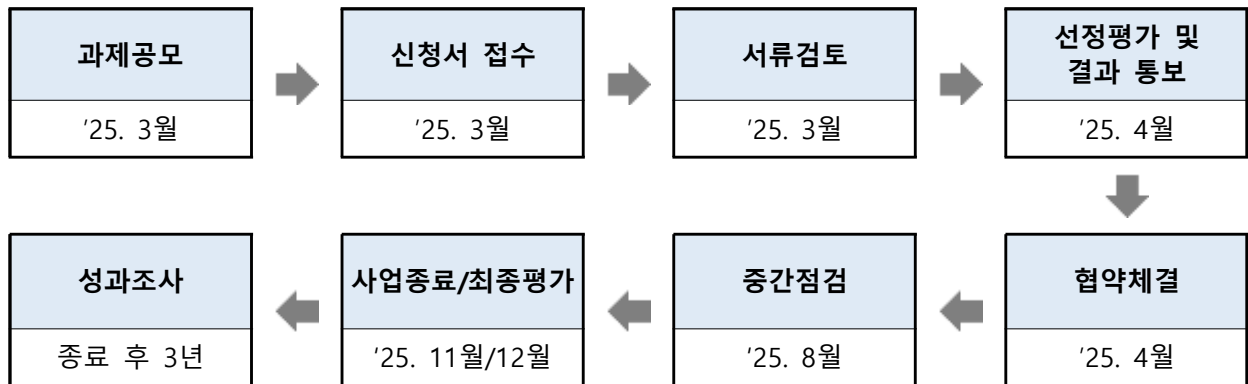 과제공모
'25. 3월
신청서 접수
'25. 3월
서류검토
'25. 3월
선정평가 및
결과 통보
'25. 4월
협약체결
'25. 4월
중간점검
'25. 8월
사업종료/최종평가
'25. 11월/12월
성과조사
종료 후 3년